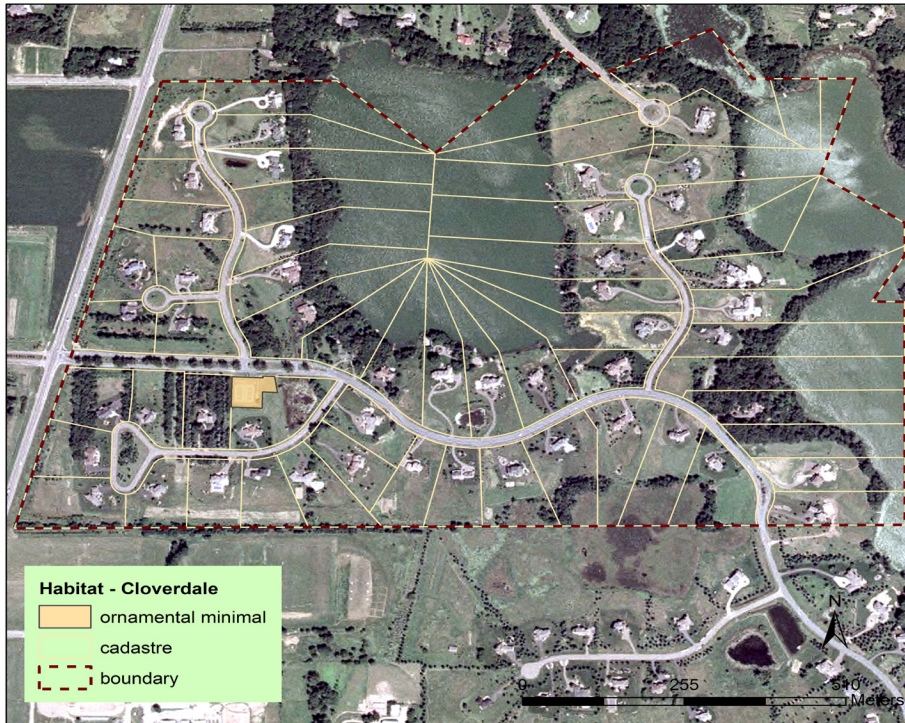 Habitat - Cloverdale
ornamental minimal
cadastre
boundary
N
0 255 510
Meters